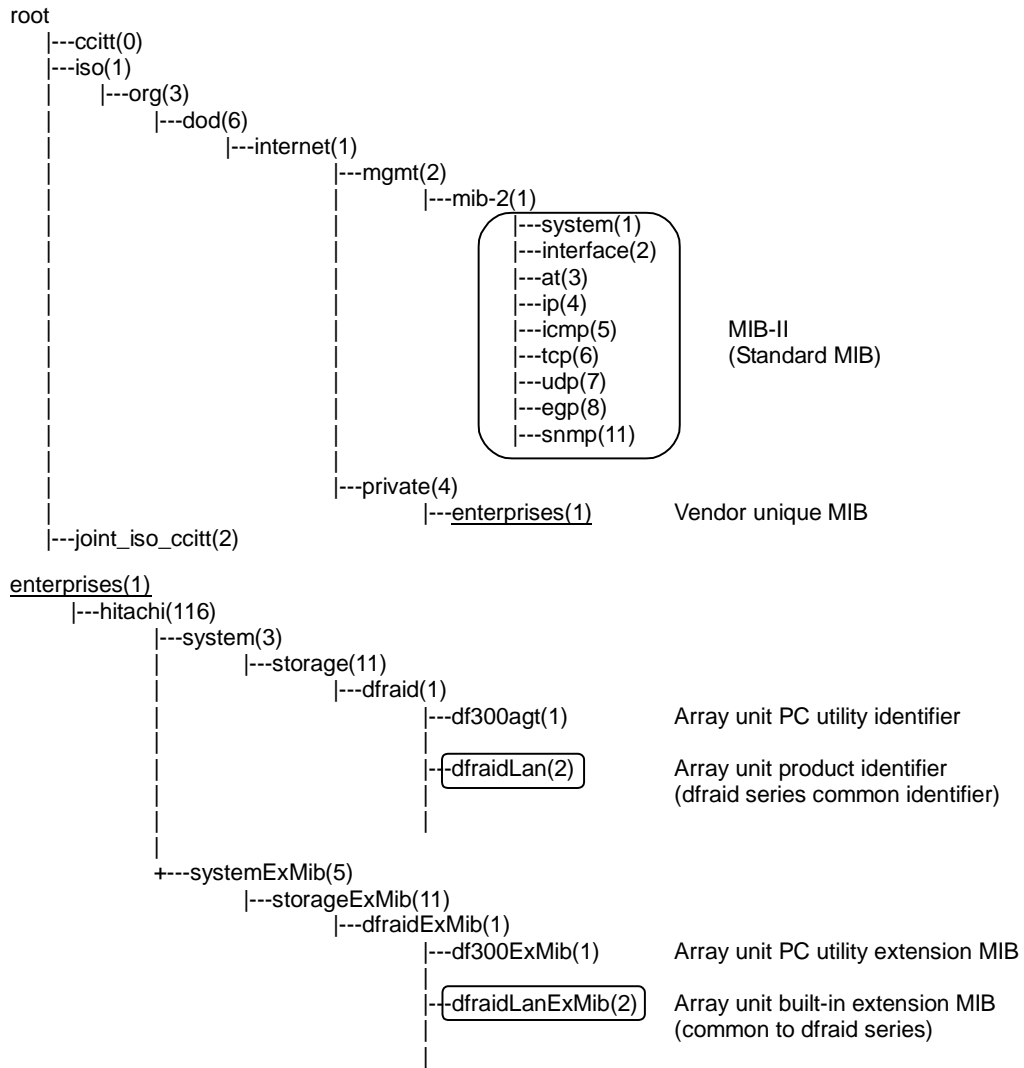 root
|---ccitt(0)
|---iso(1)
|---org(3)
|---dod(6)
|---internet(1)
|---mgmt(2)
|---mib-2(1)
|---system(1)
|---interface(2)
|---at(3)
|---ip(4)
|---icmp(5) MIB-II
|---tcp(6) (Standard MIB)
|---udp(7)
|---egp(8)
|---snmp(11)
|---private(4)
|---enterprises(1) Vendor unique MIB
|---joint_iso_ccitt(2)
enterprises(1)
|---hitachi(116)
|---system(3)
|---storage(11)
|---dfraid(1)
|---df300agt(1) Array unit PC utility identifier
|---dfraidLan(2) Array unit product identifier
(dfraid series common identifier)
+---systemExMib(5)
|---storageExMib(11)
|---dfraidExMib(1)
|---df300ExMib(1) Array unit PC utility extension MIB
|---dfraidLanExMib(2) Array unit built-in extension MIB
(common to dfraid series)